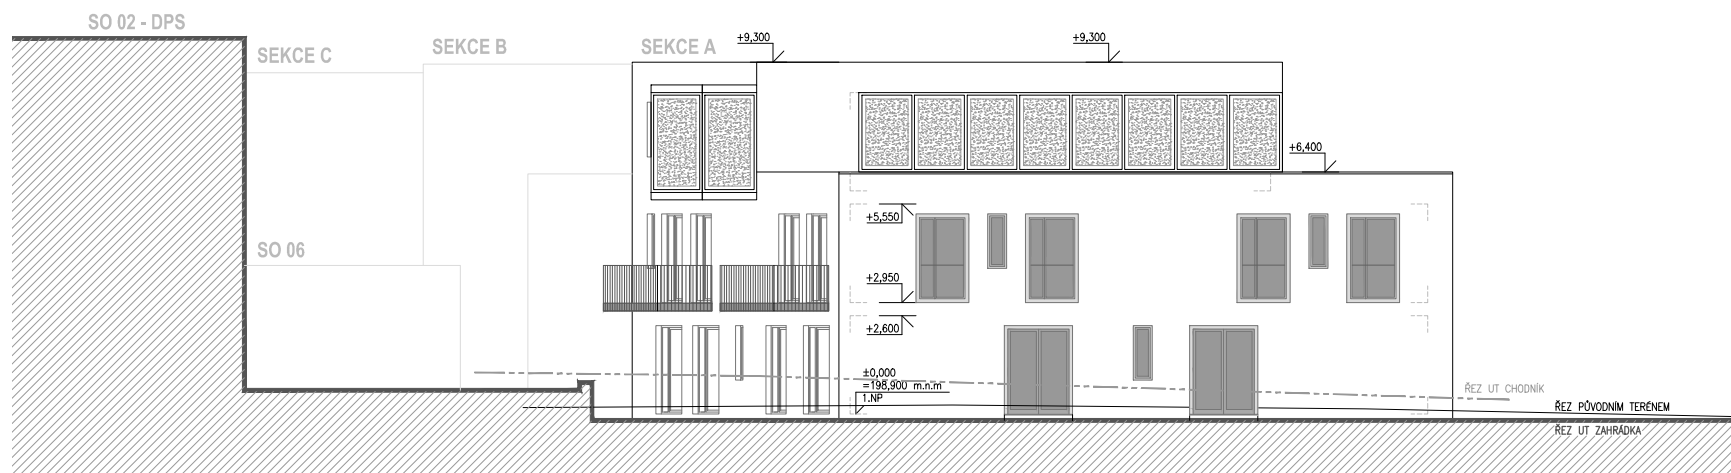 SO 02 - DPS
SEKCE C
SEKCE B
SEKCE A
+9,300
+9,300
+6,400
+5,550
SO 06
+2,950
+2,600
±0,000
=198,900 m.n.m
1.NP
ŘEZ UT CHODNÍK
ŘEZ PŮVODNÍM TERÉNEM
ŘEZ UT ZAHRÁDKA